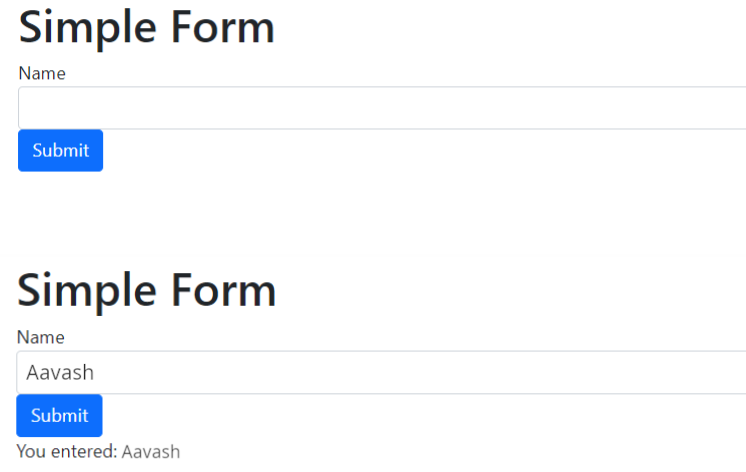 Simple Form
Name
Submit
Simple Form
Name
Aavash
Submit
You entered: Aavash